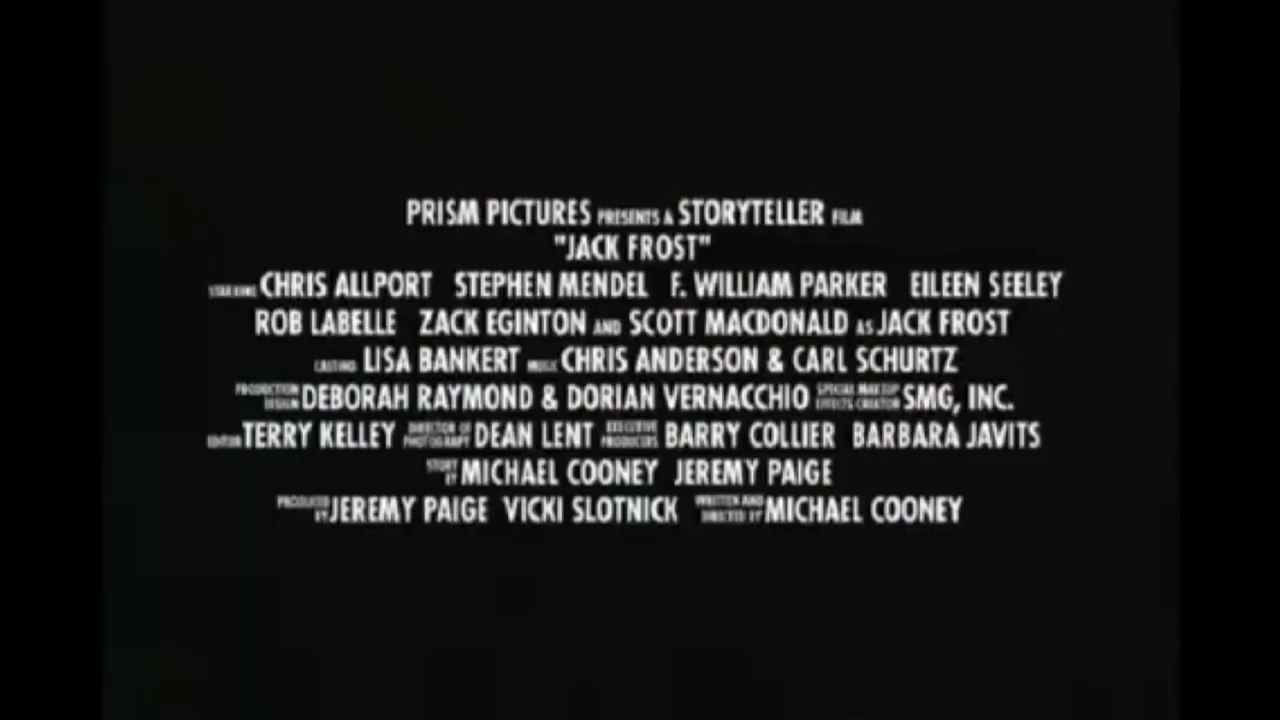 PRISM PICTURES PRESENTS A STORYTELLER FILM
"JACK FROST"
STARRING CHRIS ALLPORT STEPHEN MENDEL F. WILLIAM PARKER EILEEN SEELEY
ROB LABELLE ZACK EGINTON AND SCOTT MACDONALD AS JACK FROST
CASTING LISA BANKERT MUSIC CHRIS ANDERSON & CARL SCHURTZ
PRODUCTION DESIGN DEBORAH RAYMOND & DORIAN VERNACCHIO SPECIAL MAKEUP EFFECTS CREATOR SMG, INC.
EDITOR TERRY KELLEY DIRECTOR OF PHOTOGRAPHY DEAN LENT EXECUTIVE PRODUCERS BARRY COLLIER BARBARA JAVITS
STORY BY MICHAEL COONEY JEREMY PAIGE
PRODUCED BY JEREMY PAIGE VICKI SLOTNICK WRITTEN AND DIRECTED BY MICHAEL COONEY